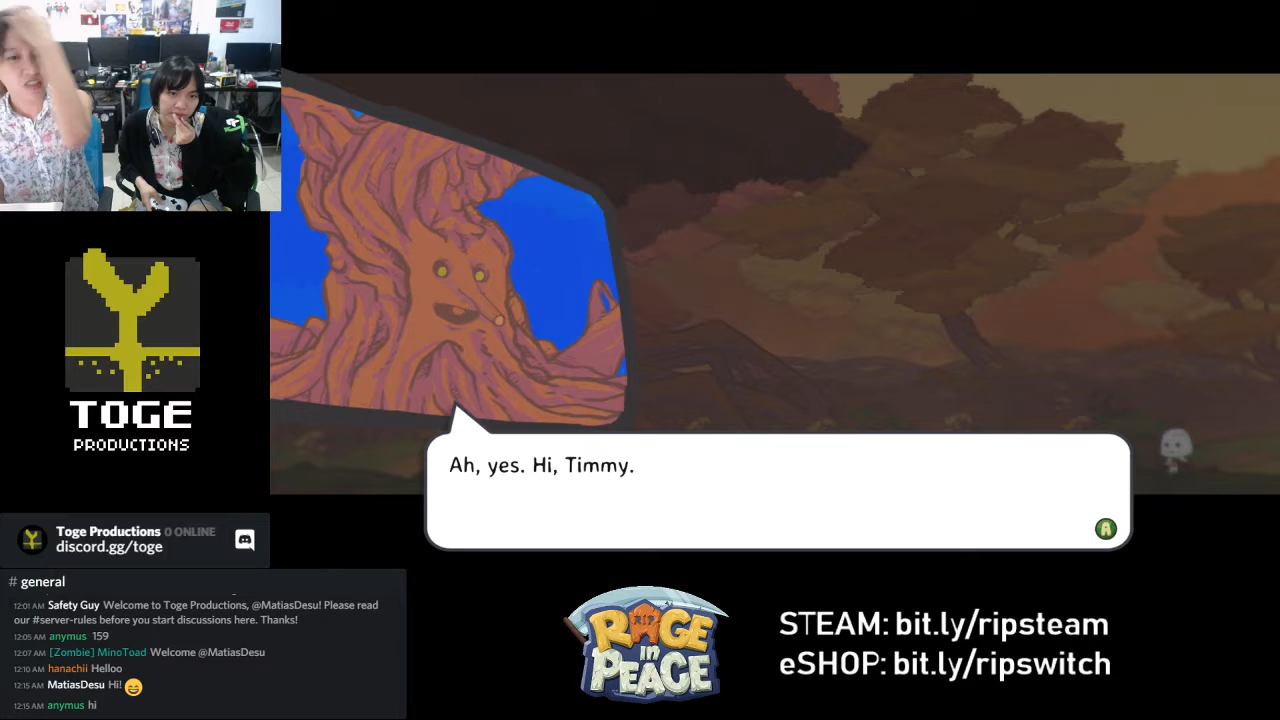 Ah, yes. Hi, Timmy.
A
TOGE
PRODUCTIONS
Toge Productions 0 ONLINE
discord.gg/toge
# general
12:01 AM Safety Guy Welcome to Toge Productions, @MatiasDesu! Please read
our #server-rules before you start discussions here. Thanks!
12:05 AM anymus 159
12:07 AM [Zombie] MinoToad Welcome @MatiasDesu
12:10 AM hanachii Helloo
12:15 AM MatiasDesu Hi!
12:15 AM anymus hi
RIP
RAGE
in
PEACE
STEAM: bit.ly/ripsteam
eSHOP: bit.ly/ripswitch